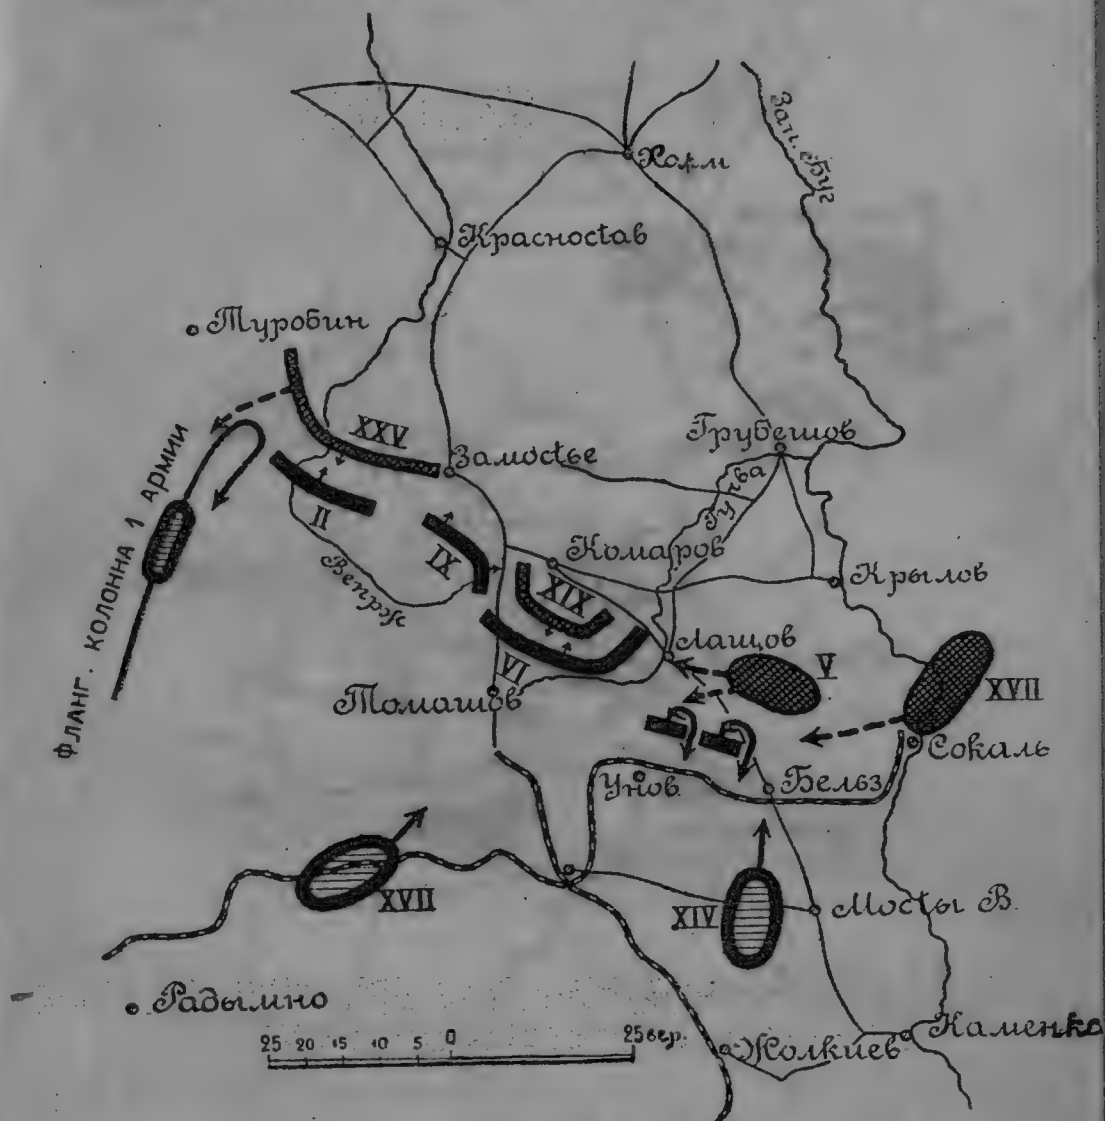 Зап. Буг
Холм
Красностав
Туробин
XXV
Замостье
Грубешов
Гучва
II
IX
Вепрж
Комаров
XIX
Крылов
ФЛАНГ. КОЛОННА 1 АРМИИ
Лащов
V
XVII
VI
Томашов
Сокаль
Унов
Бельз
XVII
XIV
Мосты В.
Радымно
Каменка
25 20 15 10 5 0 25 вер.
Жолкиев